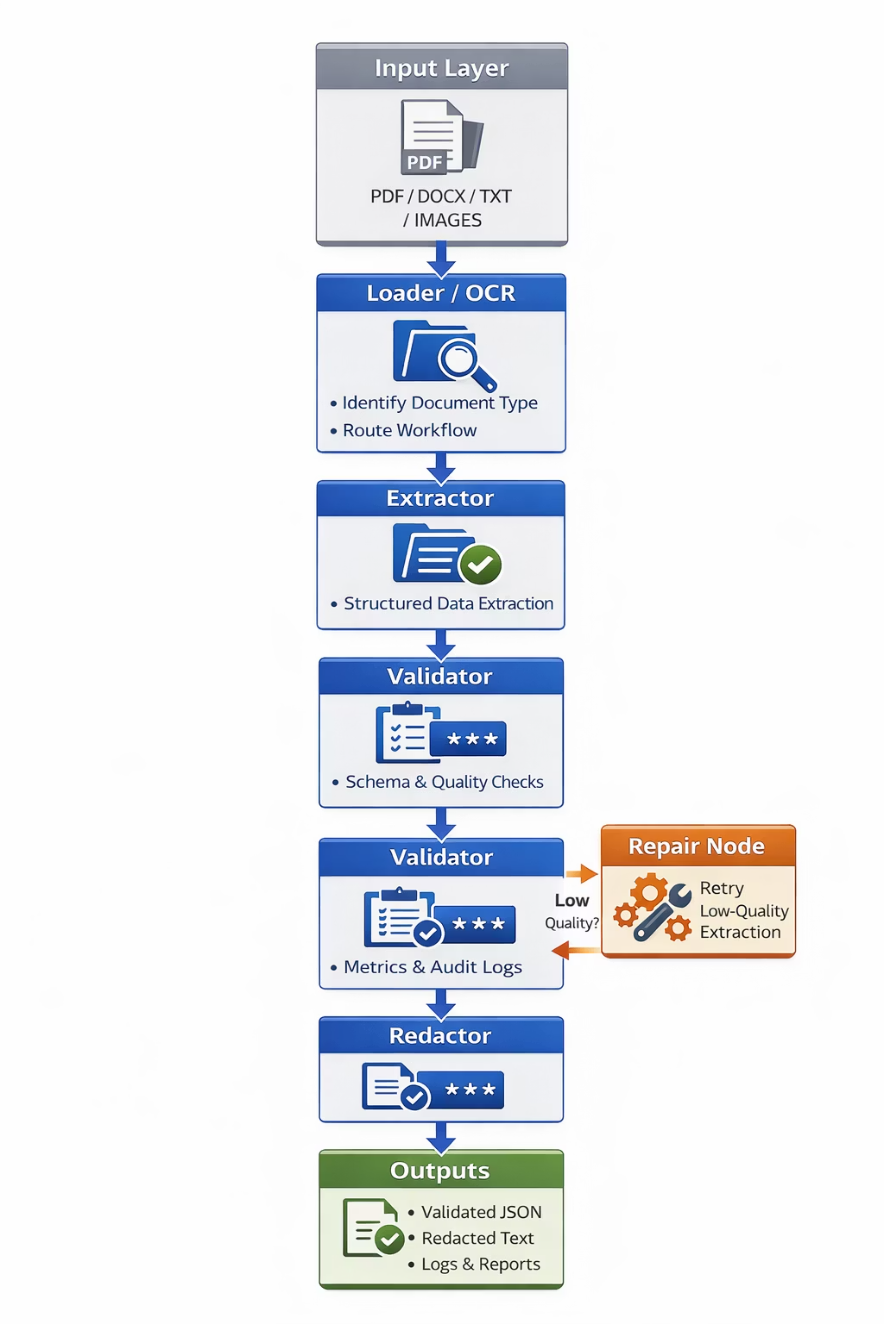 Input Layer
PDF
PDF / DOCX / TXT
/ IMAGES
Loader / OCR
• Identify Document Type
• Route Workflow
Extractor
• Structured Data Extraction
Validator
***
• Schema & Quality Checks
Validator
***
• Metrics & Audit Logs
Low
Quality?
Repair Node
Retry
Low-Quality
Extraction
Redactor
***
Outputs
• Validated JSON
• Redacted Text
• Logs & Reports